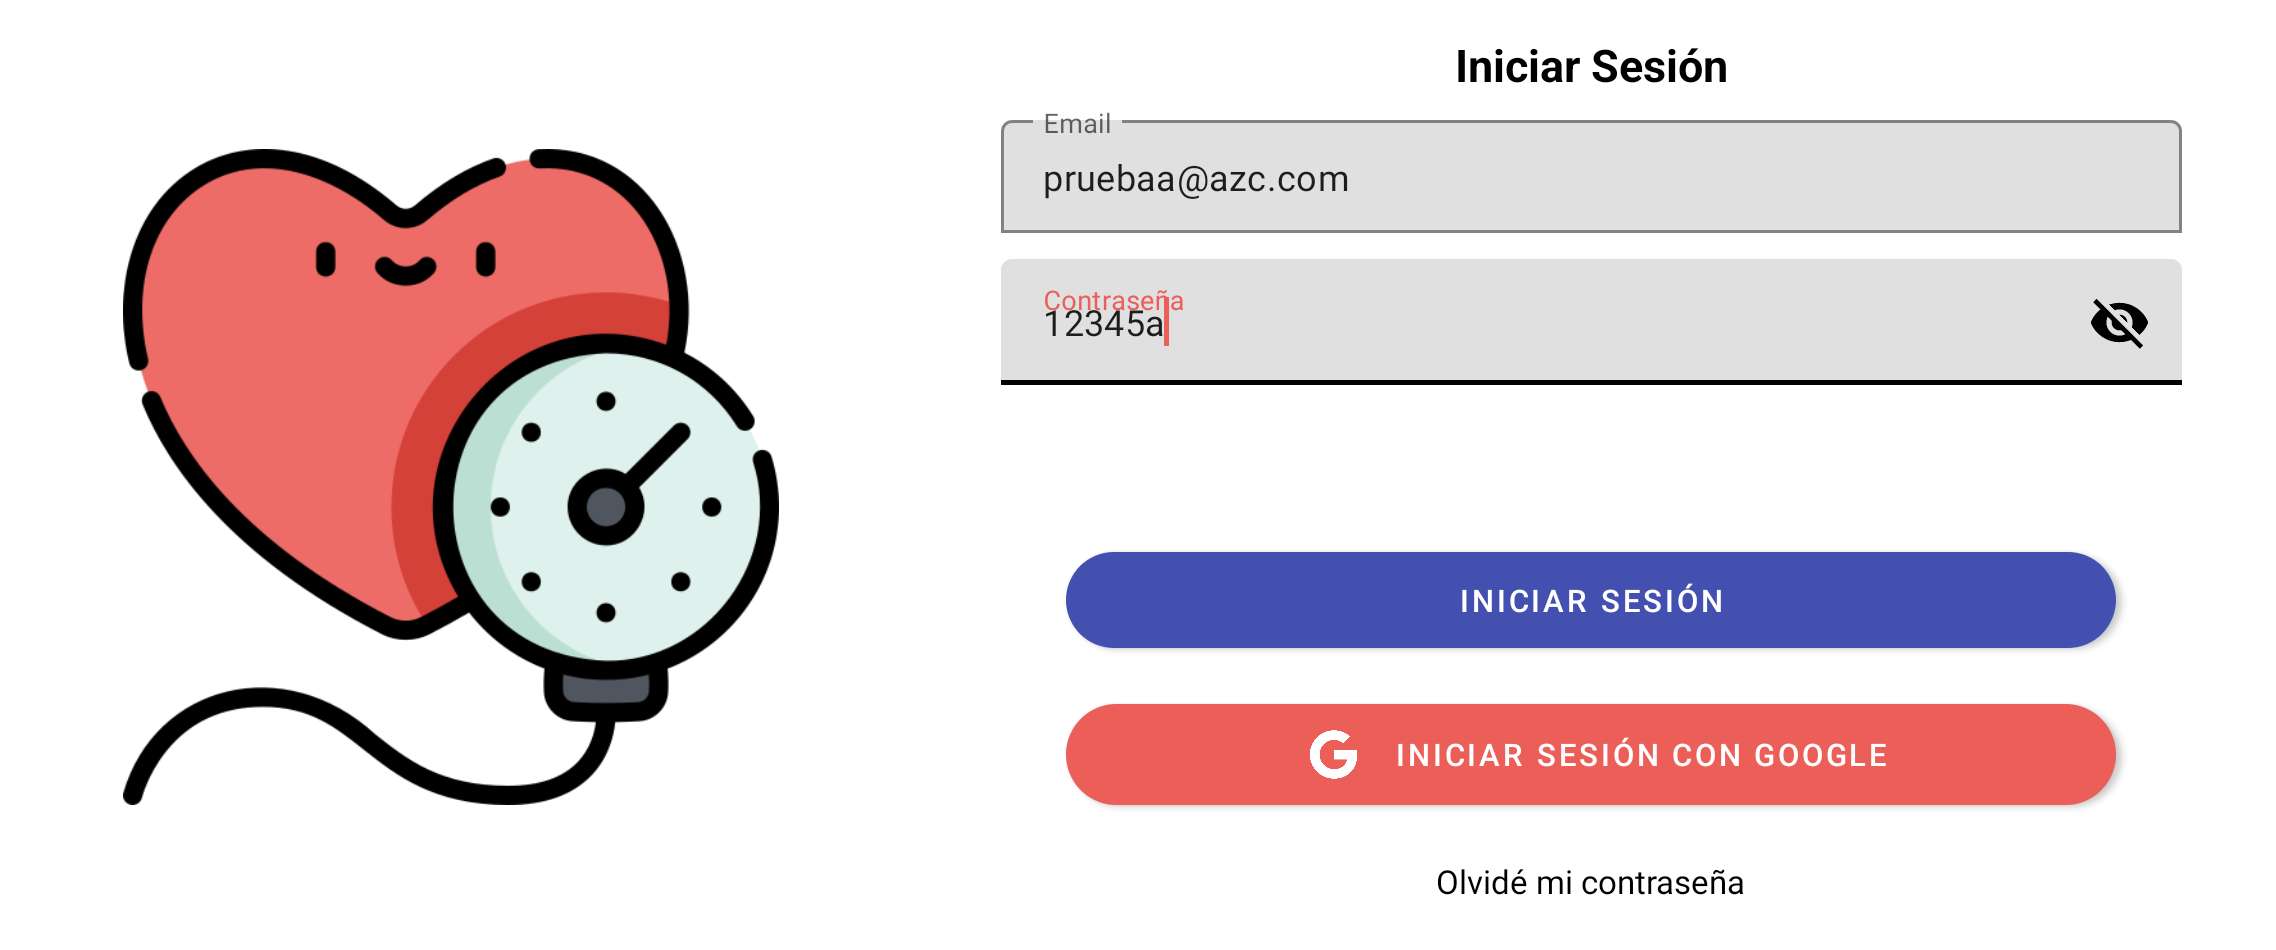 Iniciar Sesión
Email
pruebaa@azc.com
Contraseña
12345a
INICIAR SESIÓN
INICIAR SESIÓN CON GOOGLE
Olvidé mi contraseña